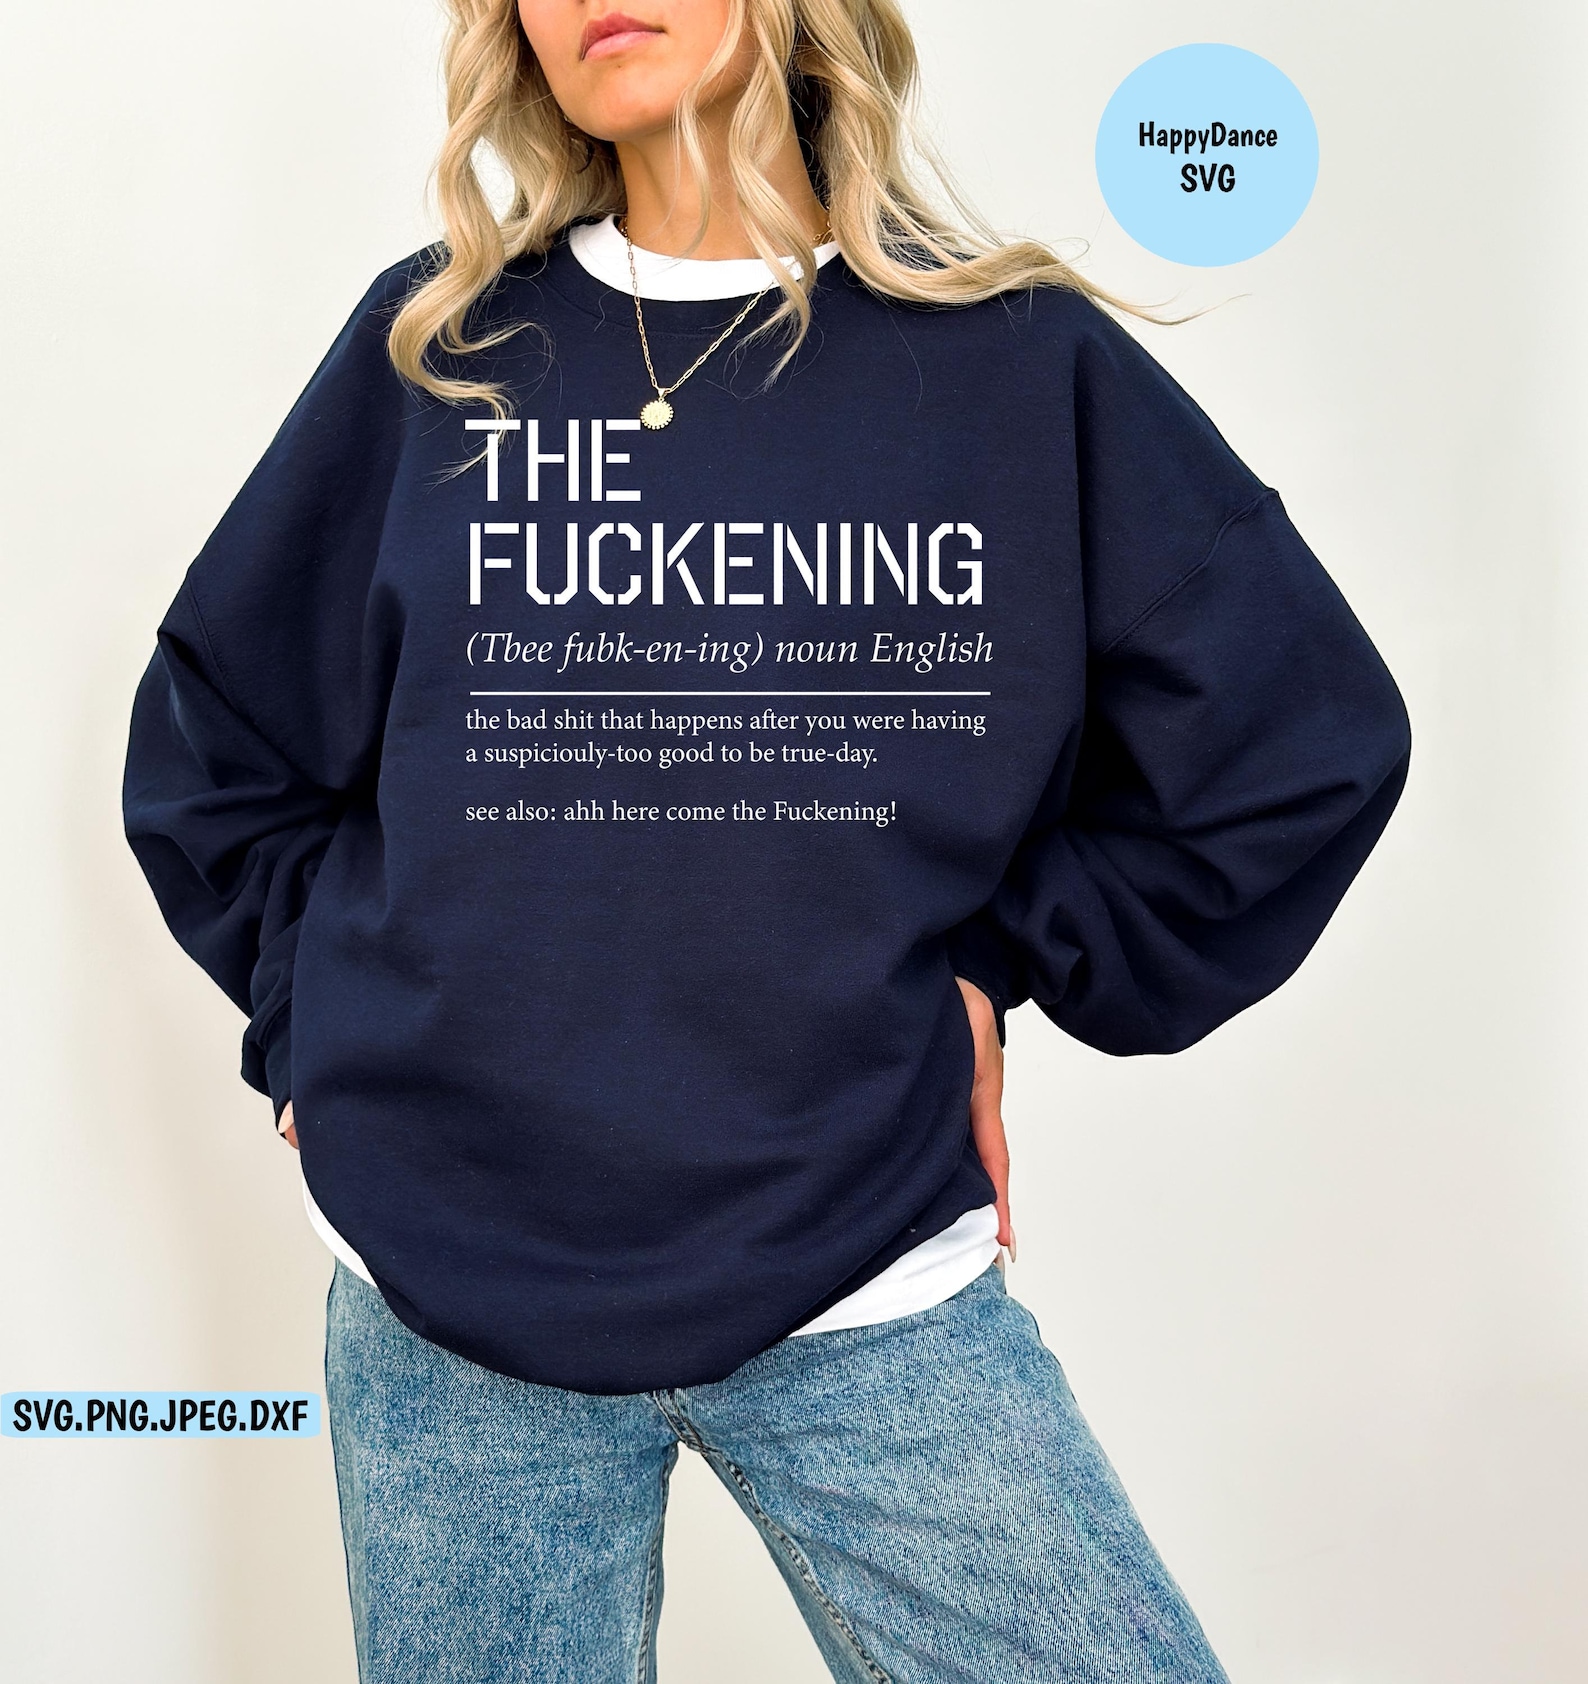 HappyDance
SVG
THE
FUCKENING
(Tbee fubk-en-ing) noun English
the bad shit that happens after you were having
a suspiciouly-too good to be true-day.
see also: ahh here come the Fuckening!
SVG.PNG.JPEG.DXF